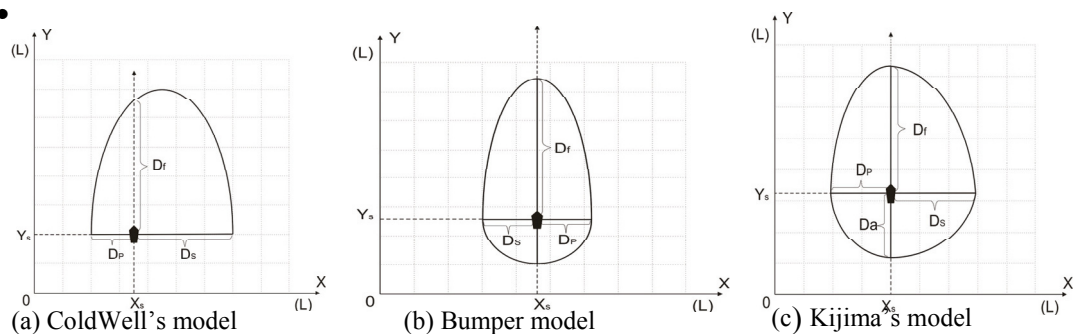 Y
(L)
Df
Ys
DP
Ds
0
Xs
X
(L)
(a) ColdWell's model
Y
(L)
Df
Ys
DS
DP
0
Xs
X
(L)
(b) Bumper model
Y
(L)
Df
DP
Ys
Da
Ds
0
Xs
X
(L)
(c) Kijima's model